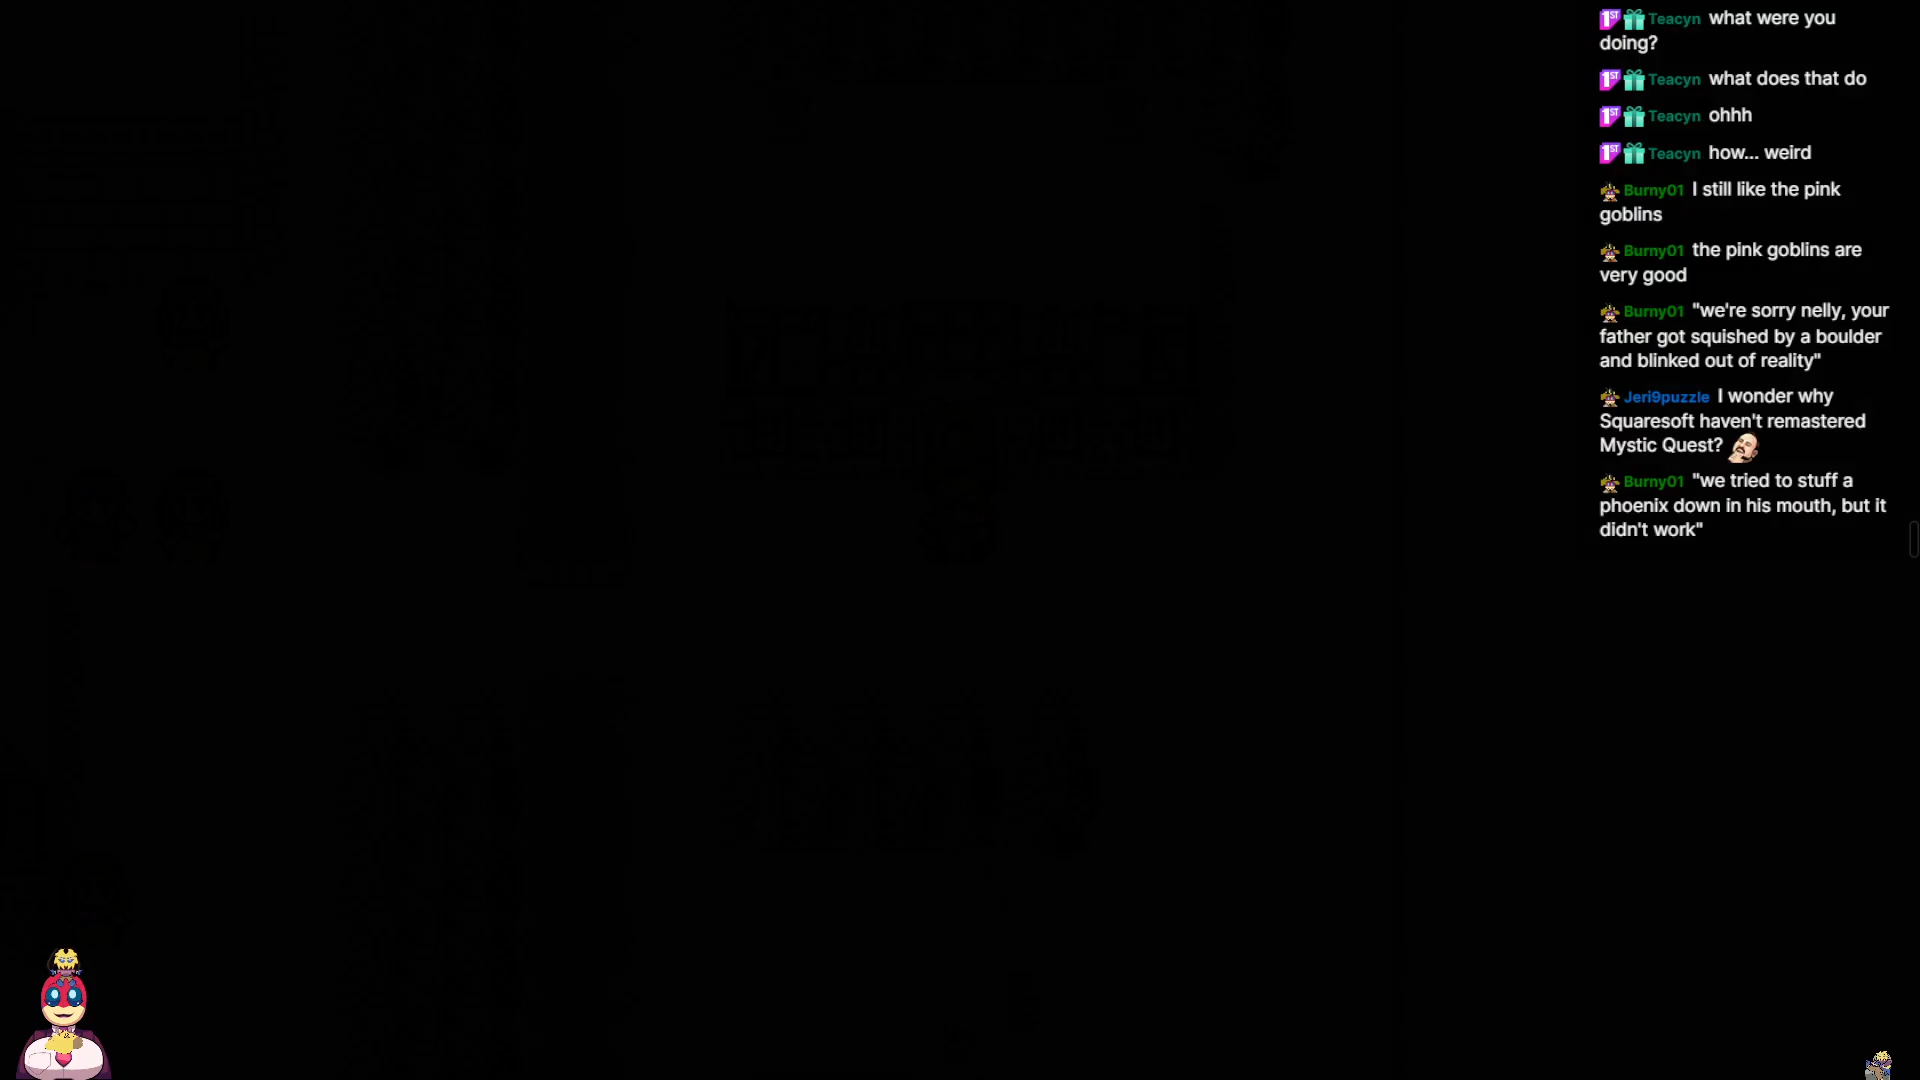 Teacyn what were you
doing?
Teacyn what does that do
Teacyn ohhh
Teacyn how... weird
Burny01 I still like the pink
goblins
Burny01 the pink goblins are
very good
Burny01 "we're sorry nelly, your
father got squished by a boulder
and blinked out of reality"
Jeri9puzzle I wonder why
Squaresoft haven't remastered
Mystic Quest?
Burny01 "we tried to stuff a
phoenix down in his mouth, but it
didn't work"